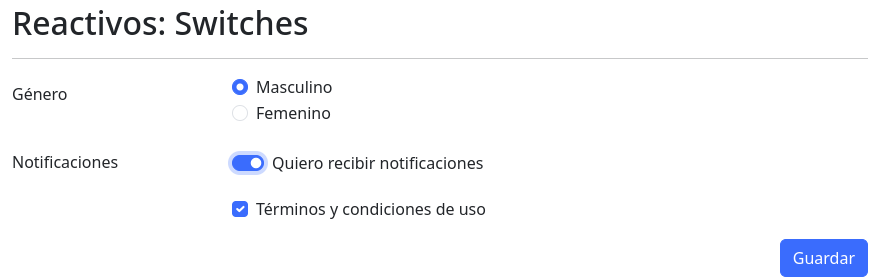 Reactivos: Switches
Género
Masculino
Femenino
Notificaciones
Quiero recibir notificaciones
Términos y condiciones de uso
Guardar